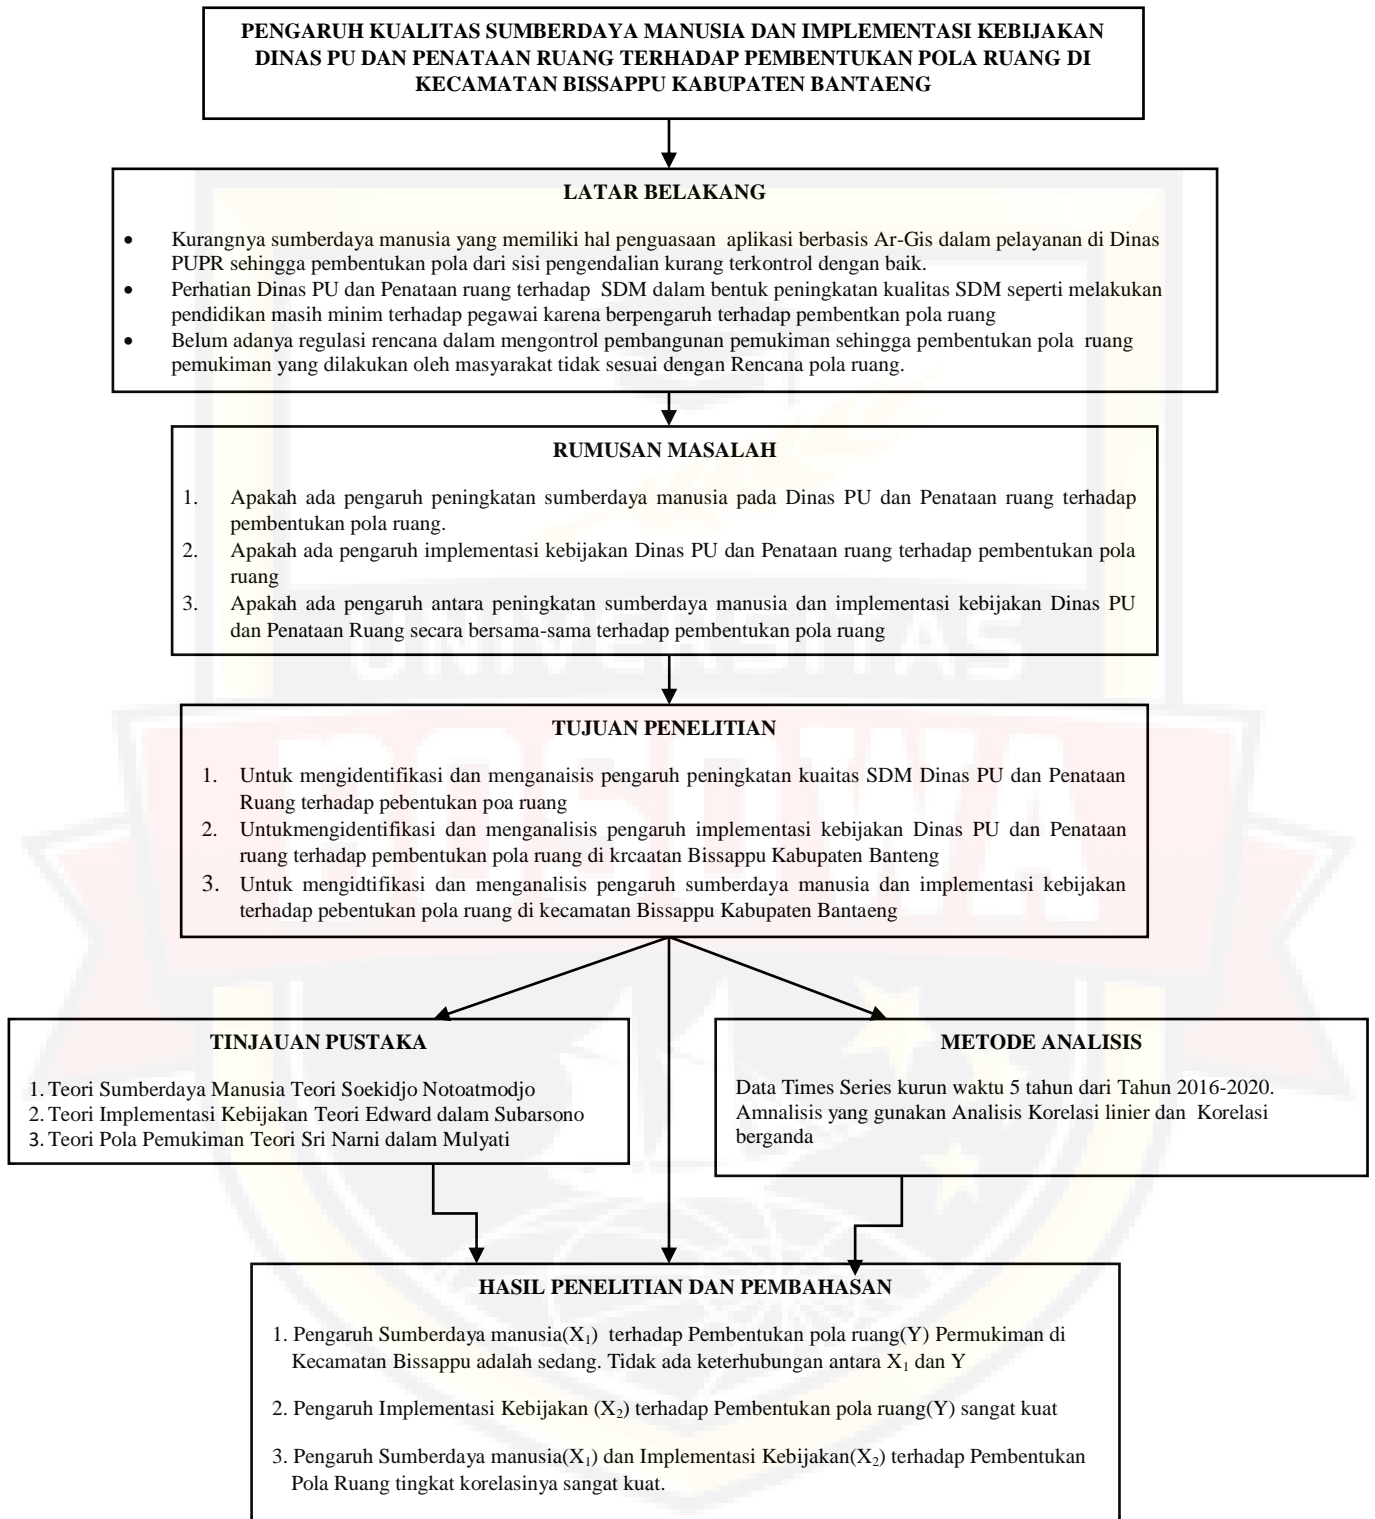 PENGARUH KUALITAS SUMBERDAYA MANUSIA DAN IMPLEMENTASI KEBIJAKAN
DINAS PU DAN PENATAAN RUANG TERHADAP PEMBENTUKAN POLA RUANG DI
KECAMATAN BISSAPPU KABUPATEN BANTAENG
LATAR BELAKANG
• Kurangnya sumberdaya manusia yang memiliki hal penguasaan aplikasi berbasis Ar-Gis dalam pelayanan di Dinas
PUPR sehingga pembentukan pola dari sisi pengendalian kurang terkontrol dengan baik.
• Perhatian Dinas PU dan Penataan ruang terhadap SDM dalam bentuk peningkatan kualitas SDM seperti melakukan
pendidikan masih minim terhadap pegawai karena berpengaruh terhadap pembentkan pola ruang
• Belum adanya regulasi rencana dalam mengontrol pembangunan pemukiman sehingga pembentukan pola ruang
pemukiman yang dilakukan oleh masyarakat tidak sesuai dengan Rencana pola ruang.
RUMUSAN MASALAH
1. Apakah ada pengaruh peningkatan sumberdaya manusia pada Dinas PU dan Penataan ruang terhadap
pembentukan pola ruang.
2. Apakah ada pengaruh implementasi kebijakan Dinas PU dan Penataan ruang terhadap pembentukan pola
ruang
3. Apakah ada pengaruh antara peningkatan sumberdaya manusia dan implementasi kebijakan Dinas PU
dan Penataan Ruang secara bersama-sama terhadap pembentukan pola ruang
UNIVERSITAS
TUJUAN PENELITIAN
BOSOWA
1. Untuk mengidentifikasi dan menganaisis pengaruh peningkatan kuaitas SDM Dinas PU dan Penataan
Ruang terhadap pebentukan poa ruang
2. Untukmengidentifikasi dan menganalisis pengaruh implementasi kebijakan Dinas PU dan Penataan
ruang terhadap pembentukan pola ruang di krcaatan Bissappu Kabupaten Banteng
3. Untuk mengidtifikasi dan menganalisis pengaruh sumberdaya manusia dan implementasi kebijakan
terhadap pebentukan pola ruang di kecamatan Bissappu Kabupaten Bantaeng
TINJAUAN PUSTAKA
1. Teori Sumberdaya Manusia Teori Soekidjo Notoatmodjo
2. Teori Implementasi Kebijakan Teori Edward dalam Subarsono
3. Teori Pola Pemukiman Teori Sri Narni dalam Mulyati
METODE ANALISIS
Data Times Series kurun waktu 5 tahun dari Tahun 2016-2020.
Amnalisis yang gunakan Analisis Korelasi linier dan Korelasi
berganda
HASIL PENELITIAN DAN PEMBAHASAN
1. Pengaruh Sumberdaya manusia(X₁) terhadap Pembentukan pola ruang(Y) Permukiman di
Kecamatan Bissappu adalah sedang. Tidak ada keterhubungan antara X₁ dan Y
2. Pengaruh Implementasi Kebijakan (X₂) terhadap Pembentukan pola ruang(Y) sangat kuat
3. Pengaruh Sumberdaya manusia(X₁) dan Implementasi Kebijakan(X₂) terhadap Pembentukan
Pola Ruang tingkat korelasinya sangat kuat.